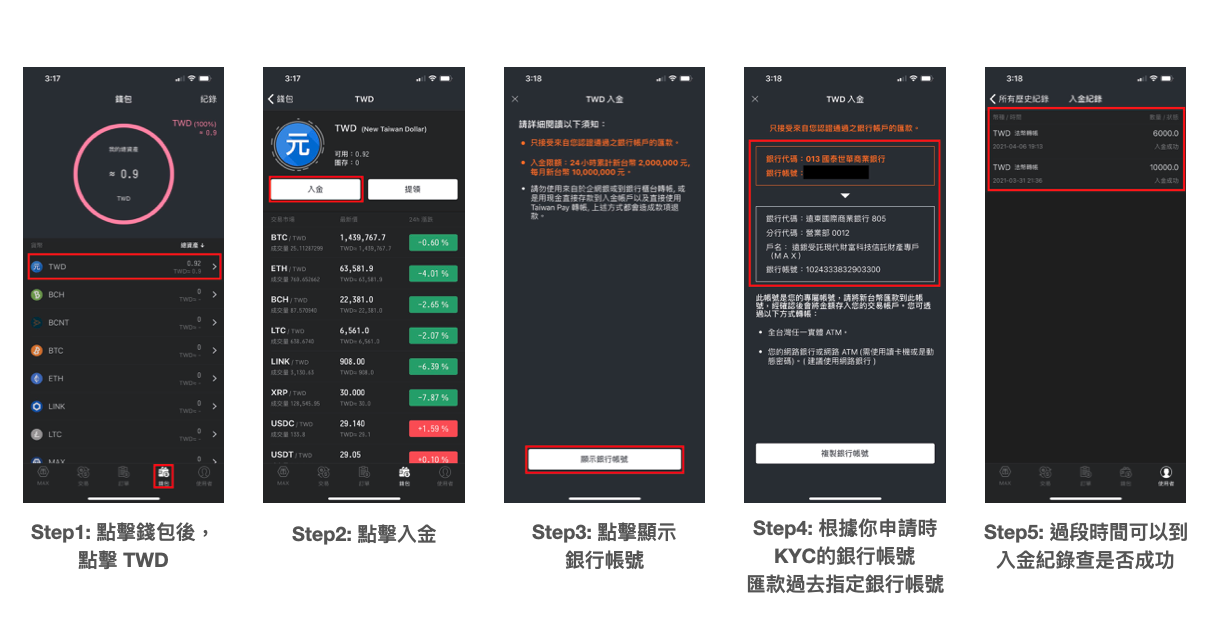 3:17
錢包
紀錄
TWD (100%)
≈ 0.9
我的總資產
≈ 0.9
TWD
貨幣
總資產 ↓
TWD
0.92
TWD≈ 0.9
BCH
0
TWD≈ -
BCNT
0
TWD≈ -
BTC
0
TWD≈ -
ETH
0
TWD≈ -
LINK
0
TWD≈ -
LTC
0
TWD≈ -
MAX
0
MAX
交易
訂單
錢包
使用者
Step1: 點擊錢包後，
點擊 TWD
3:17
錢包
TWD
TWD (New Taiwan Dollar)
可用：0.92
掛存：0
入金
提領
交易市場
最新價
24h 漲跌
BTC / TWD
1,439,767.7
-0.60 %
成交量 25.11287299
TWD≈ 1,439,767.7
ETH / TWD
63,581.9
-4.01 %
TWD≈ 63,581.9
BCH / TWD
22,381.0
-2.65 %
成交量 87.570340
TWD≈ 22,381.0
LTC / TWD
6,561.0
-2.07 %
成交量 638.6740
TWD≈ 6,561.0
LINK / TWD
908.00
-6.39 %
成交量 3,130.63
TWD≈ 908.0
XRP / TWD
30.000
-7.87 %
成交量 128,595.95
TWD≈ 30.0
USDC / TWD
29.140
+1.59 %
成交量 133.8
TWD≈ 29.1
USDT / TWD
29.05
+0.10 %
MAX
交易
訂單
錢包
使用者
Step2: 點擊入金
3:18
TWD 入金
請詳細閱讀以下須知：
• 只接受來自您認證通過之銀行帳戶的匯款。
• 入金限額：24 小時累計新台幣 2,000,000 元,
每月新台幣 10,000,000 元。
• 請勿使用來自於企網銀或到銀行櫃台轉帳, 或
是用現金直接存款到入金帳戶以及直接使用
Taiwan Pay 轉帳, 上述方式都會造成款項退
款。
顯示銀行帳號
Step3: 點擊顯示
銀行帳號
3:18
TWD 入金
只接受來自您認證通過之銀行帳戶的匯款。
銀行代碼：013 國泰世華商業銀行
銀行帳號：
銀行代碼：遠東國際商業銀行 805
分行代碼：營業部 0012
戶名： 遠銀受託現代財富科技信託財產專戶
（ＭＡＸ）
銀行帳號：1024333832903300
此帳號是您的專屬帳號，請將新台幣匯款到此帳
號，經確認後會將金額存入您的交易帳戶。您可透
過以下方式轉帳：
• 全台灣任一實體 ATM。
• 您的網路銀行或網路 ATM (需使用讀卡機或是動
態密碼)。( 建議使用網路銀行 )
複製銀行帳號
Step4: 根據你申請時
KYC的銀行帳號
匯款過去指定銀行帳號
3:18
所有歷史紀錄
入金紀錄
幣種 / 時間
數量 / 狀態
TWD 法幣轉帳
6000.0
2021-04-06 19:13
入金成功
TWD 法幣轉帳
10000.0
2021-03-31 21:36
入金成功
MAX
交易
訂單
錢包
使用者
Step5: 過段時間可以到
入金紀錄查是否成功